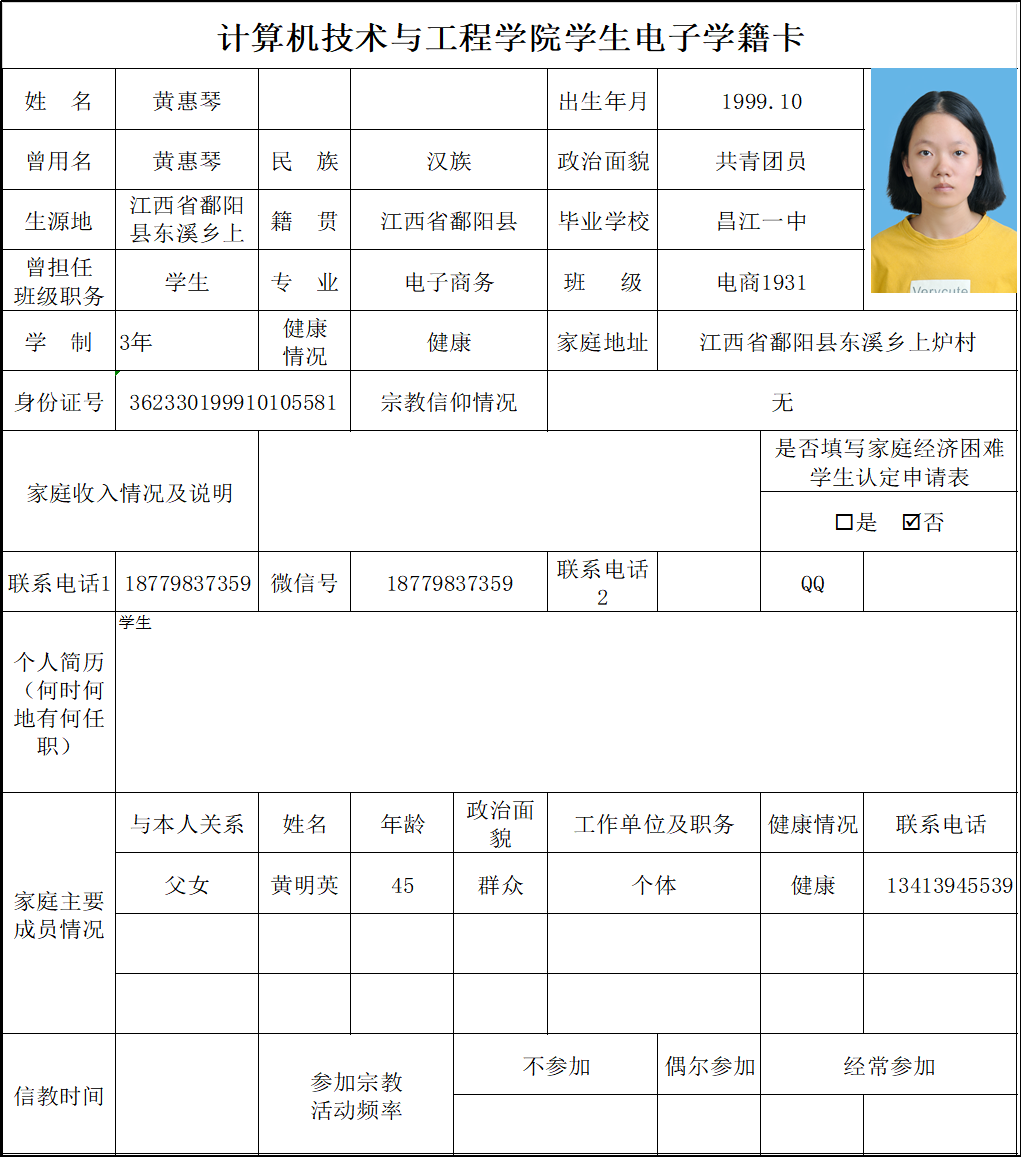 计算机技术与工程学院学生电子学籍卡
姓 名 黄惠琴 出生年月 1999.10
曾用名 黄惠琴 民 族 汉族 政治面貌 共青团员
生源地 江西省鄱阳
县东溪乡上 籍 贯 江西省鄱阳县 毕业学校 昌江一中
曾担任
班级职务 学生 专 业 电子商务 班 级 电商1931
Verycute
学 制 3年 健康
情况 健康 家庭地址 江西省鄱阳县东溪乡上炉村
身份证号 362330199910105581 宗教信仰情况 无
家庭收入情况及说明 是否填写家庭经济困难
学生认定申请表
☐是 ☑否
联系电话1 18779837359 微信号 18779837359 联系电话
2 QQ
个人简历
（何时何
地有何任
职） 学生
家庭主要
成员情况
与本人关系 姓名 年龄 政治面
貌 工作单位及职务 健康情况 联系电话
父女 黄明英 45 群众 个体 健康 13413945539
信教时间 参加宗教
活动频率 不参加 偶尔参加 经常参加